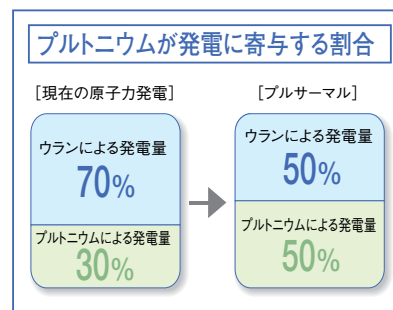 プルトニウムが発電に寄与する割合
[現在の原子力発電]
ウランによる発電量
70%
プルトニウムによる発電量
30%
[プルサーマル]
ウランによる発電量
50%
プルトニウムによる発電量
50%